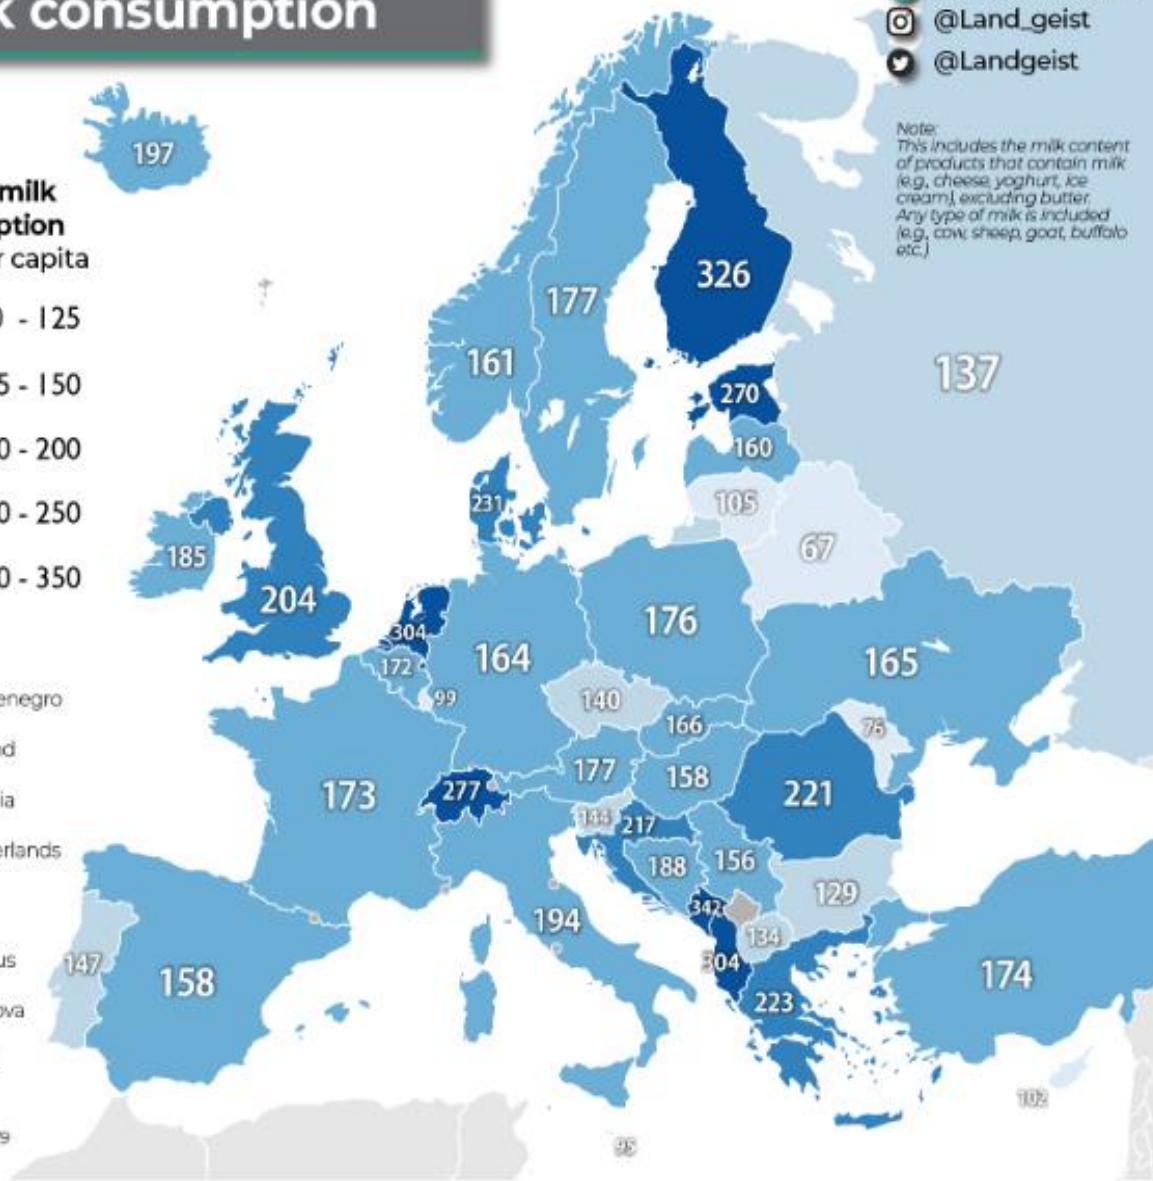 k consumption
@Land_geist
@Landgeist
Note:
This includes the milk content
of products that contain milk
(e.g., cheese, yoghurt, ice
cream), excluding butter.
Any type of milk is included
(e.g., cow, sheep, goat, buffalo
etc.)
197
milk
ption
r capita
0 - 125
5 - 150
0 - 200
0 - 250
0 - 350
enegro
nd
ia
erlands
us
ova
9
326
177
161
137
270
160
105
67
231
185
204
304
172
99
164
176
165
140
166
76
177
158
277
173
221
144
217
188
156
129
342
134
304
194
147
158
223
174
102
95